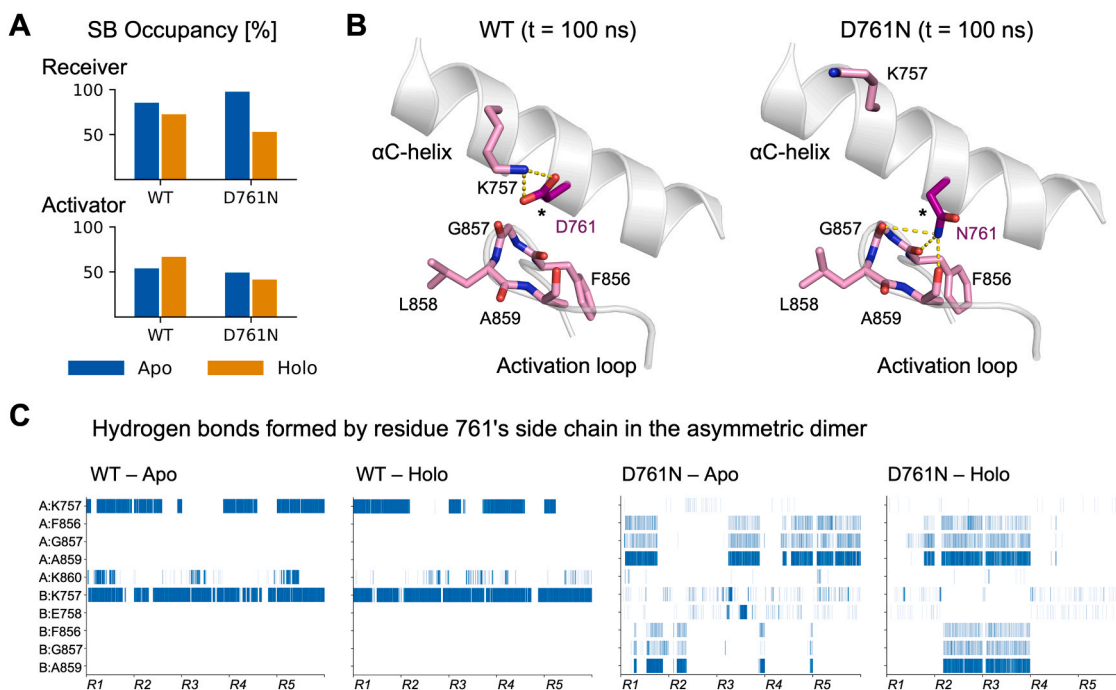 A
SB Occupancy [%]
Receiver
100
50
WT
D761N
Activator
100
50
WT
D761N
Apo
Holo
B
WT (t = 100 ns)
D761N (t = 100 ns)
K757
αC-helix
K757
*
D761
G857
F856
L858
A859
Activation loop
K757
αC-helix
*
N761
G857
F856
L858
A859
Activation loop
C
Hydrogen bonds formed by residue 761's side chain in the asymmetric dimer
WT – Apo
WT – Holo
D761N – Apo
D761N – Holo
A:K757
A:F856
A:G857
A:A859
A:K860
B:K757
B:E758
B:F856
B:G857
B:A859
R1 R2 R3 R4 R5
R1 R2 R3 R4 R5
R1 R2 R3 R4 R5
R1 R2 R3 R4 R5